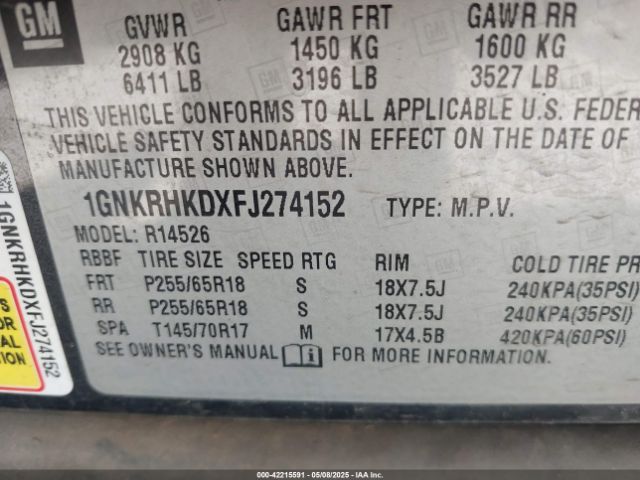 GM
GVWR GAWR FRT GAWR RR
2908 KG 1450 KG 1600 KG
6411 LB 3196 LB 3527 LB
THIS VEHICLE CONFORMS TO ALL APPLICABLE U.S. FEDER
VEHICLE SAFETY STANDARDS IN EFFECT ON THE DATE OF
MANUFACTURE SHOWN ABOVE.
1GNKRHKDXFJ274152 TYPE: M.P.V.
MODEL: R14526
RBBF TIRE SIZE SPEED RTG RIM COLD TIRE PR
FRT P255/65R18 S 18X7.5J 240KPA(35PSI)
RR P255/65R18 S 18X7.5J 240KPA(35PSI)
SPA T145/70R17 M 17X4.5B 420KPA(60PSI)
SEE OWNER'S MANUAL i FOR MORE INFORMATION.
1GNKRHKDXFJ274152
000-42215591 - 05/08/2025 - IAAI.com